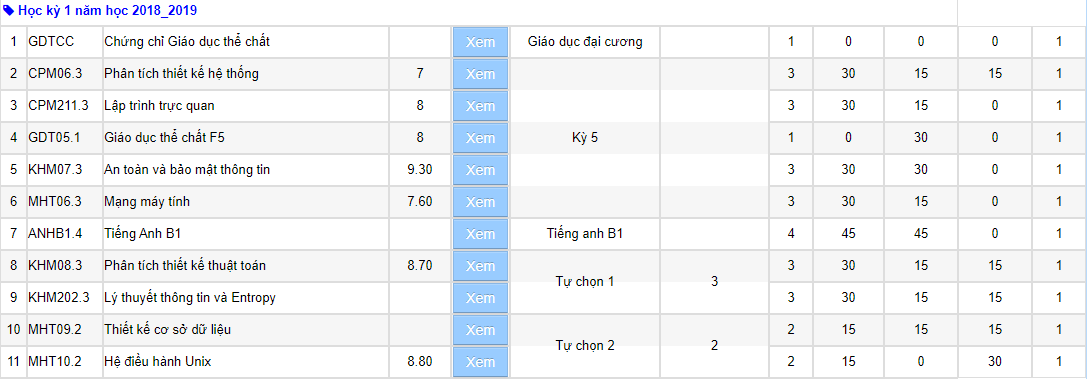 Học kỳ 1 năm học 2018_2019
1 GDTCC Chứng chỉ Giáo dục thể chất Xem Giáo dục đại cương 1 0 0 0 1
2 CPM06.3 Phân tích thiết kế hệ thống 7 Xem 3 30 15 15 1
3 CPM211.3 Lập trình trực quan 8 Xem 3 30 15 0 1
4 GDT05.1 Giáo dục thể chất F5 8 Xem Kỳ 5 1 0 30 0 1
5 KHM07.3 An toàn và bảo mật thông tin 9.30 Xem 3 30 30 0 1
6 MHT06.3 Mạng máy tính 7.60 Xem 3 30 15 0 1
7 ANHB1.4 Tiếng Anh B1 Xem Tiếng anh B1 4 45 45 0 1
8 KHM08.3 Phân tích thiết kế thuật toán 8.70 Xem 3 30 15 15 1
Tự chọn 1 3
9 KHM202.3 Lý thuyết thông tin và Entropy Xem 3 30 15 15 1
10 MHT09.2 Thiết kế cơ sở dữ liệu Xem 2 15 15 15 1
Tự chọn 2 2
11 MHT10.2 Hệ điều hành Unix 8.80 Xem 2 15 0 30 1